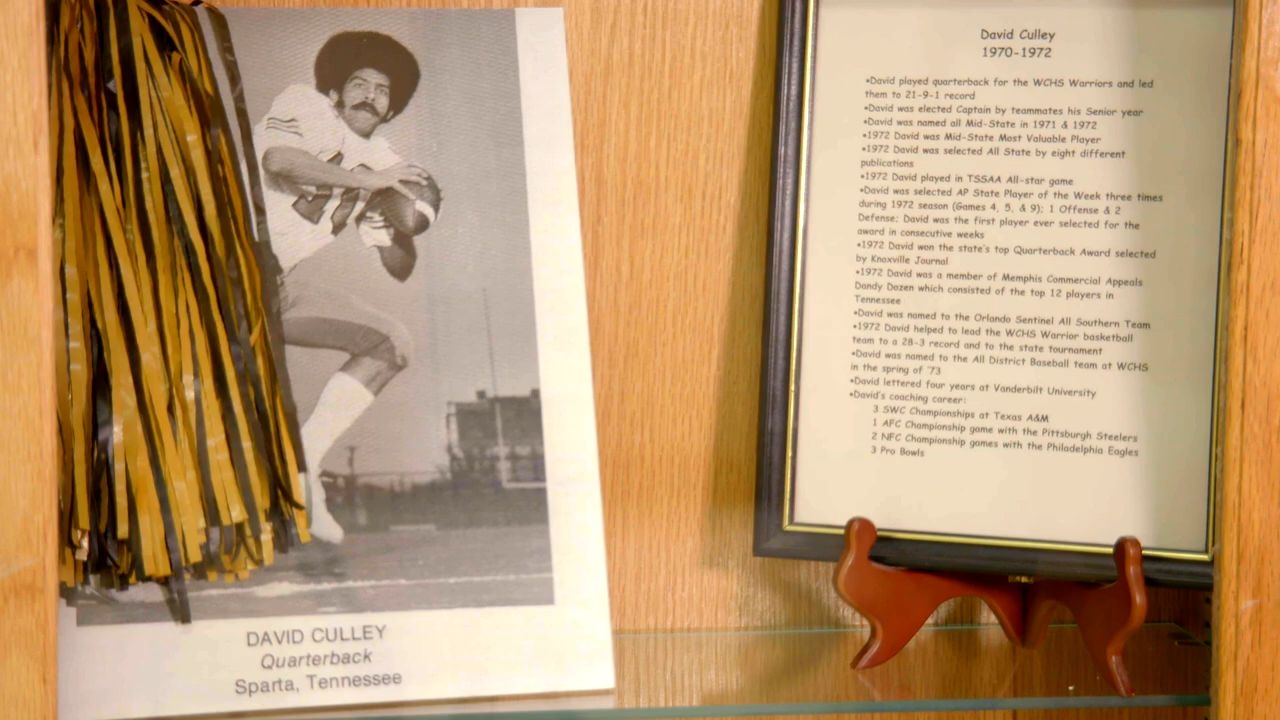 DAVID CULLEY
Quarterback
Sparta, Tennessee
David Culley
1970-1972
*David played quarterback for the WCHS Warriors and led
them to 21-9-1 record
*David was elected Captain by teammates his Senior year
*David was named all Mid-State in 1971 & 1972
*1972 David was Mid-State Most Valuable Player
*1972 David was selected All State by eight different
publications
*1972 David played in TSSAA All-star game
*David was selected AP State Player of the Week three times
during 1972 season (Games 4, 5, & 9); 1 Offense & 2
Defense; David was the first player ever selected for the
award in consecutive weeks
*1972 David won the state's top Quarterback Award selected
by Knoxville Journal
*1972 David was a member of Memphis Commercial Appeals
Dandy Dozen which consisted of the top 12 players in
Tennessee
*David was named to the Orlando Sentinel All Southern Team
*1972 David helped to lead the WCHS Warrior basketball
team to a 28-3 record and to the state tournament
*David was named to the All District Baseball team at WCHS
in the spring of '73
*David lettered four years at Vanderbilt University
*David's coaching career:
3 SWC Championships at Texas A&M
1 AFC Championship game with the Pittsburgh Steelers
2 NFC Championship games with the Philadelphia Eagles
3 Pro Bowls